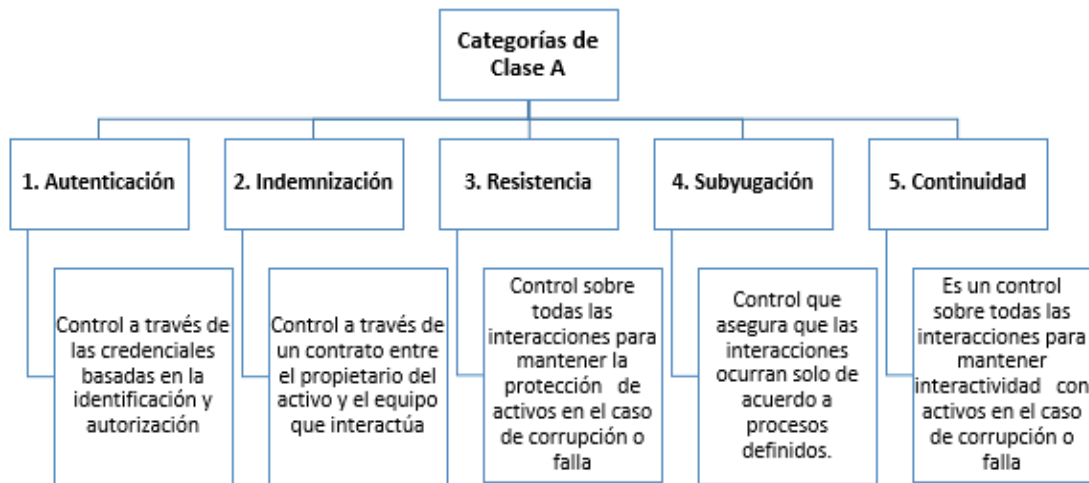 Categorías de
Clase A
1. Autenticación
2. Indemnización
3. Resistencia
4. Subyugación
5. Continuidad
Control a través de
las credenciales
basadas en la
identificación y
autorización
Control a través de
un contrato entre
el propietario del
activo y el equipo
que interactúa
Control sobre
todas las
interacciones para
mantener la
protección de
activos en el caso
de corrupción o
falla
Control que
asegura que las
interacciones
ocurran solo de
acuerdo a
procesos
definidos.
Es un control
sobre todas las
interacciones para
mantener
interactividad con
activos en el caso
de corrupción o
falla